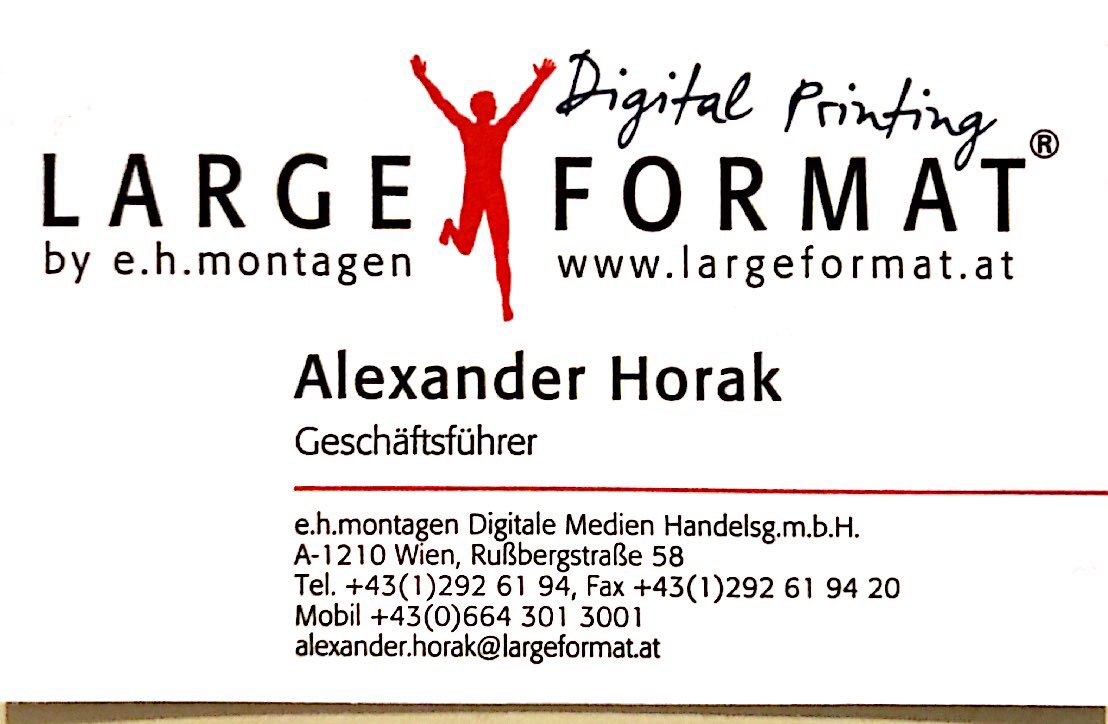 Digital Printing
LARGE FORMAT®
by e.h.montagen www.largeformat.at
Alexander Horak
Geschäftsführer
e.h.montagen Digitale Medien Handelsg.m.b.H.
A-1210 Wien, Rußbergstraße 58
Tel. +43(1)292 61 94, Fax +43(1)292 61 94 20
Mobil +43(0)664 301 3001
alexander.horak@largeformat.at